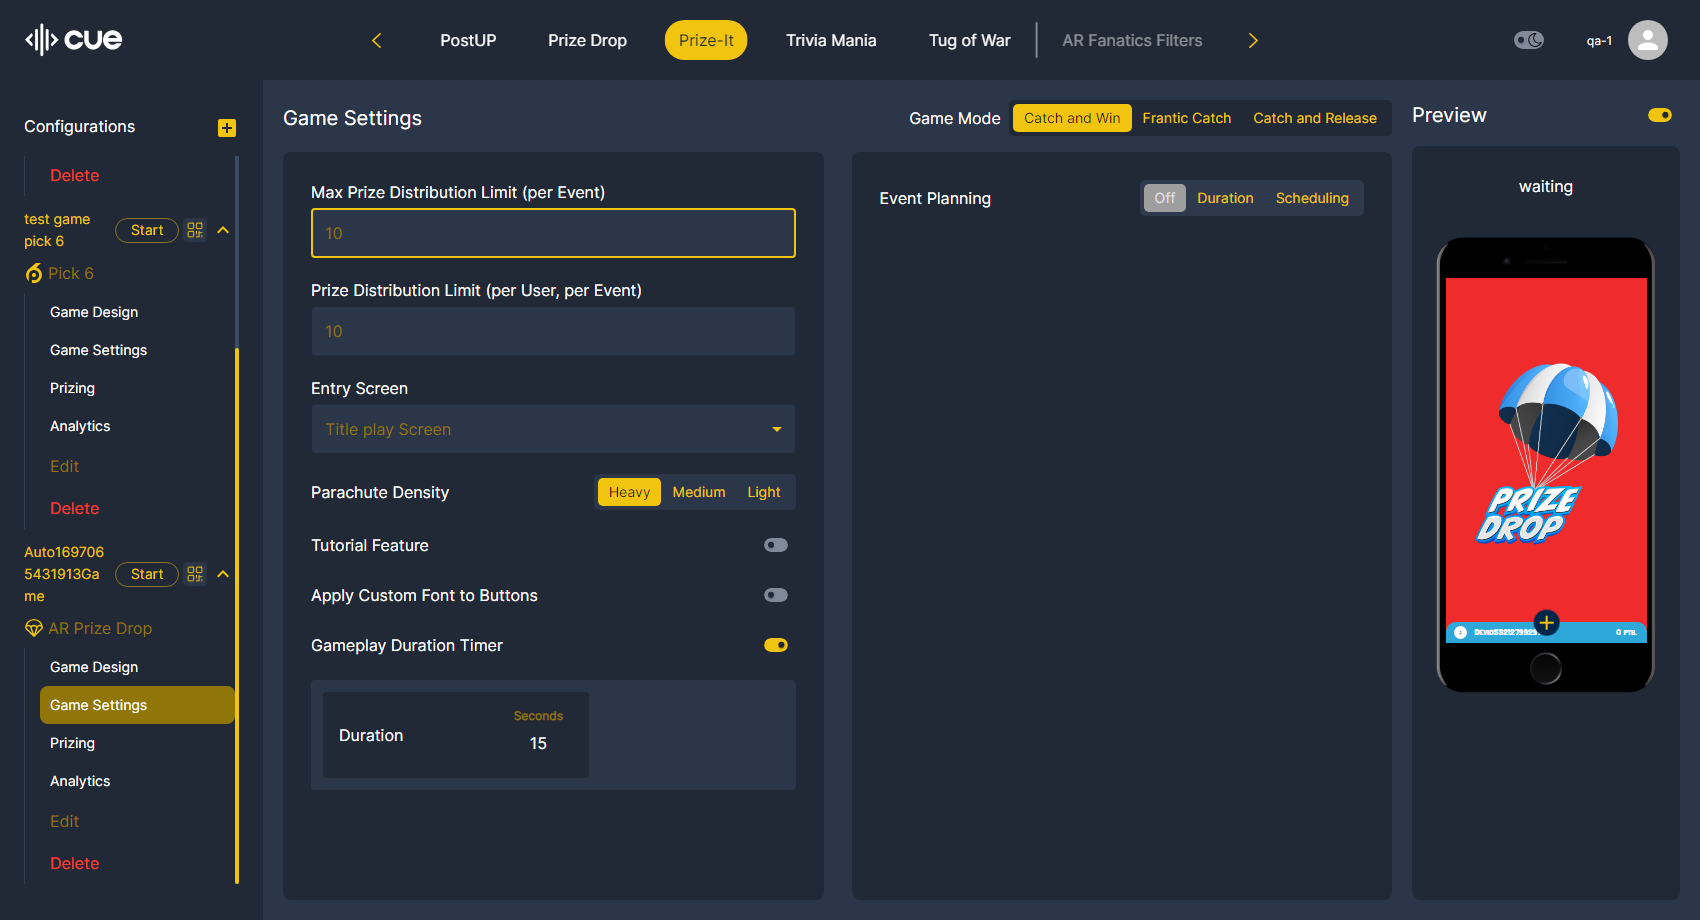 cue
PostUP
Prize Drop
Prize-It
Trivia Mania
Tug of War
AR Fanatics Filters
qa-1
Configurations
Delete
test game
pick 6
Start
Pick 6
Game Design
Game Settings
Prizing
Analytics
Edit
Delete
Auto169706
5431913Ga
me
Start
AR Prize Drop
Game Design
Game Settings
Prizing
Analytics
Edit
Delete
Game Settings
Game Mode
Catch and Win
Frantic Catch
Catch and Release
Max Prize Distribution Limit (per Event)
10
Prize Distribution Limit (per User, per Event)
10
Entry Screen
Title play Screen
Parachute Density
Heavy
Medium
Light
Tutorial Feature
Apply Custom Font to Buttons
Gameplay Duration Timer
Duration
Seconds
15
Event Planning
Off
Duration
Scheduling
Preview
waiting
PRIZE
DROP
0 PTS.